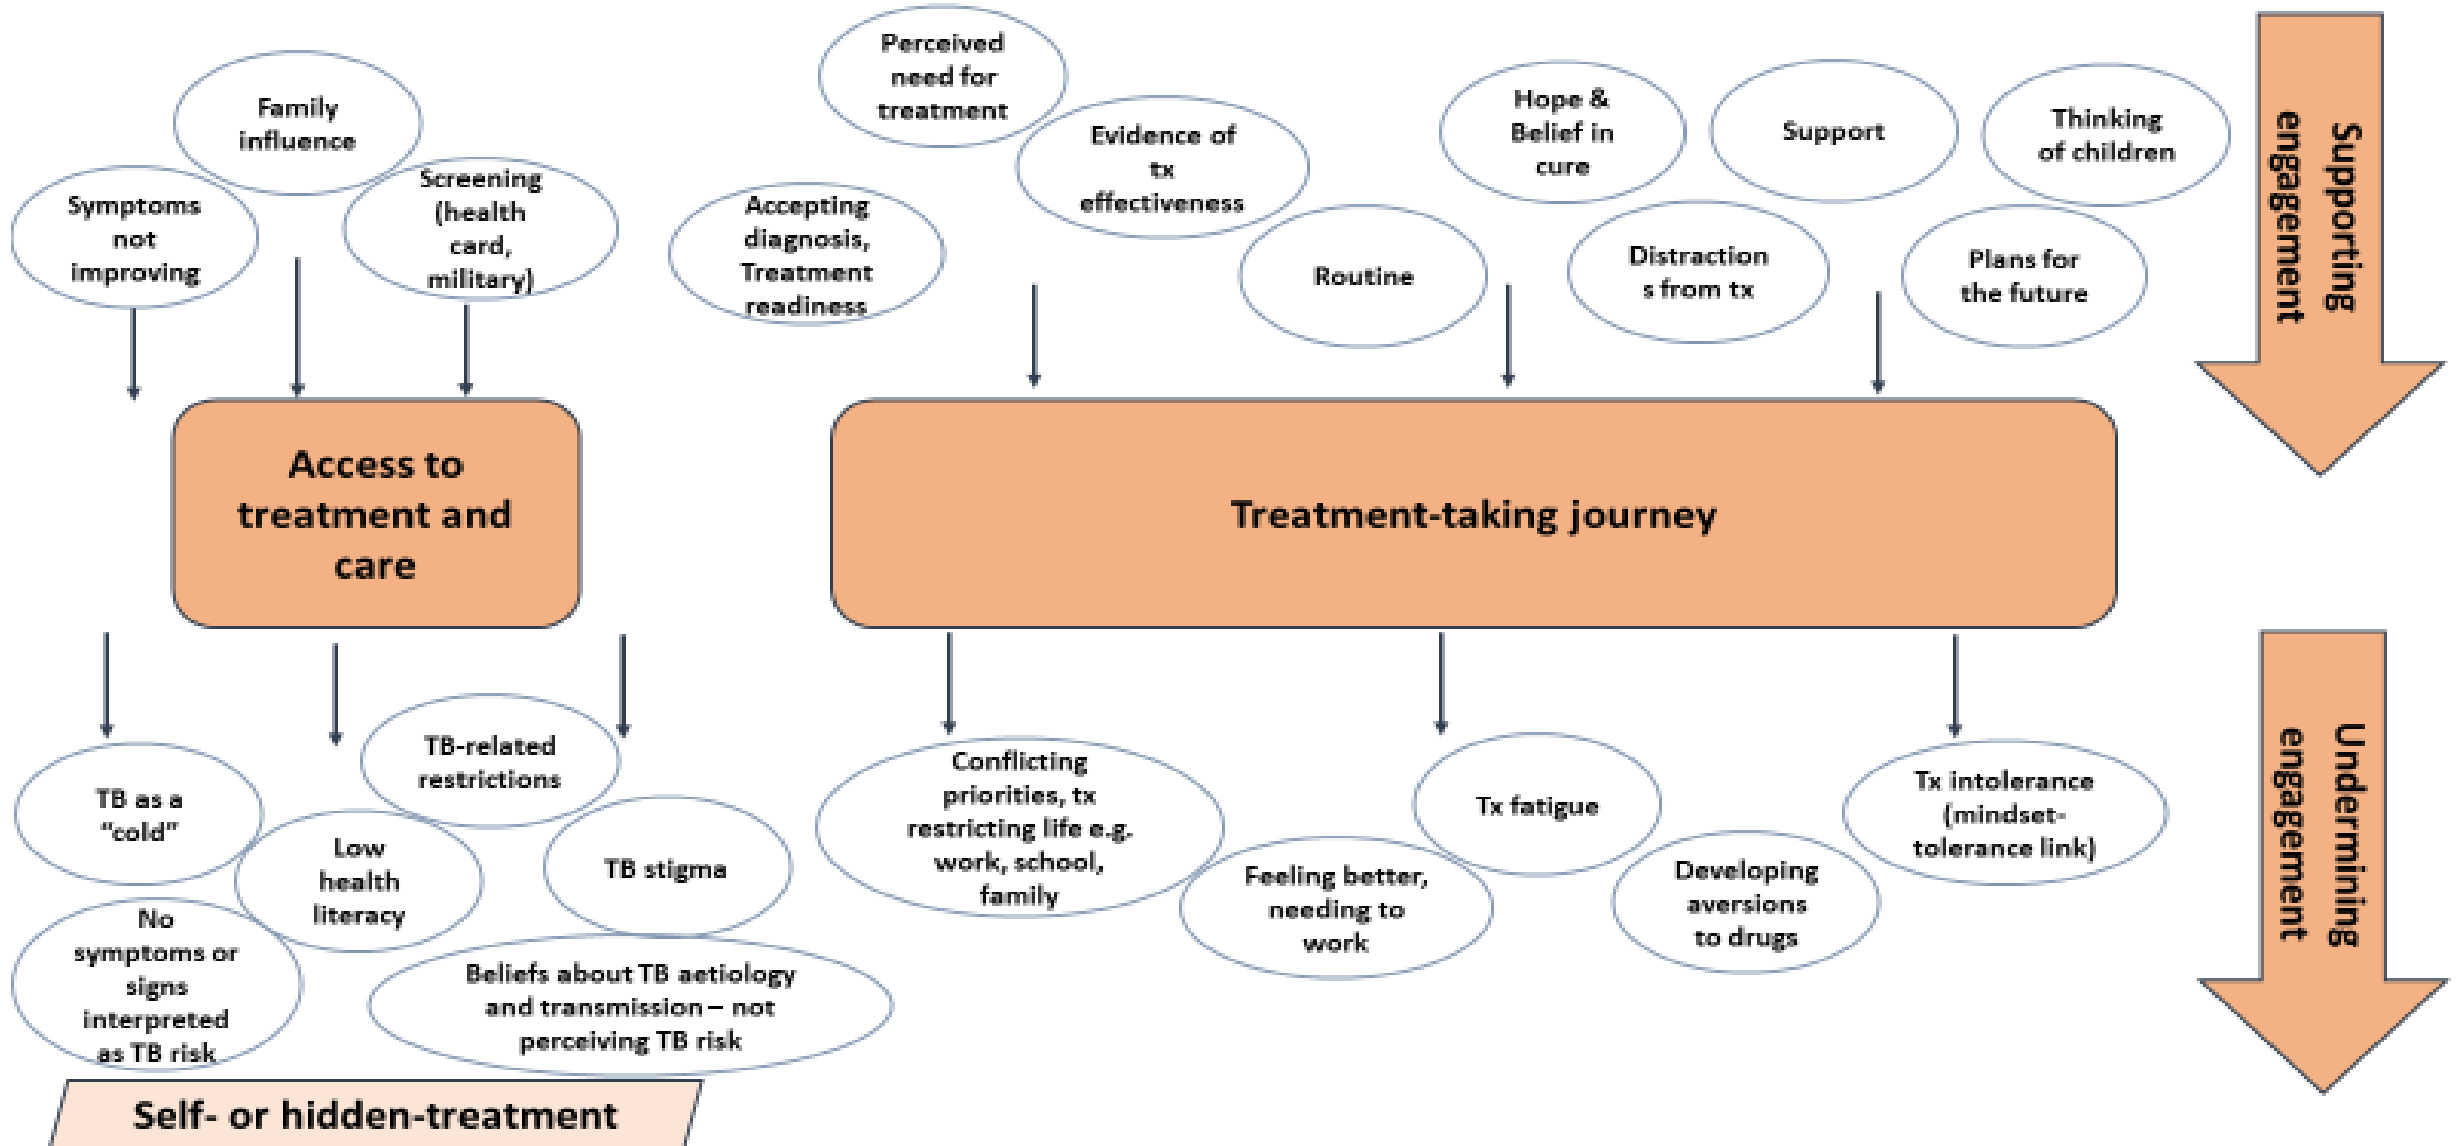 Family
influence
Symptoms
not
improving
Screening
(health
card,
military)
Perceived
need for
treatment
Evidence of
tx
effectiveness
Accepting
diagnosis,
Treatment
readiness
Routine
Hope &
Belief in
cure
Distraction
s from tx
Support
Thinking
of children
Plans for
the future
Supporting
engagement
Access to
treatment and
care
Treatment-taking journey
TB as a
“cold”
Low
health
literacy
TB-related
restrictions
TB stigma
No
symptoms or
signs
interpreted
as TB risk
Beliefs about TB aetiology
and transmission – not
perceiving TB risk
Conflicting
priorities, tx
restricting life e.g.
work, school,
family
Feeling better,
needing to
work
Tx fatigue
Developing
aversions
to drugs
Tx intolerance
(mindset-
tolerance link)
Undermining
engagement
Self- or hidden-treatment